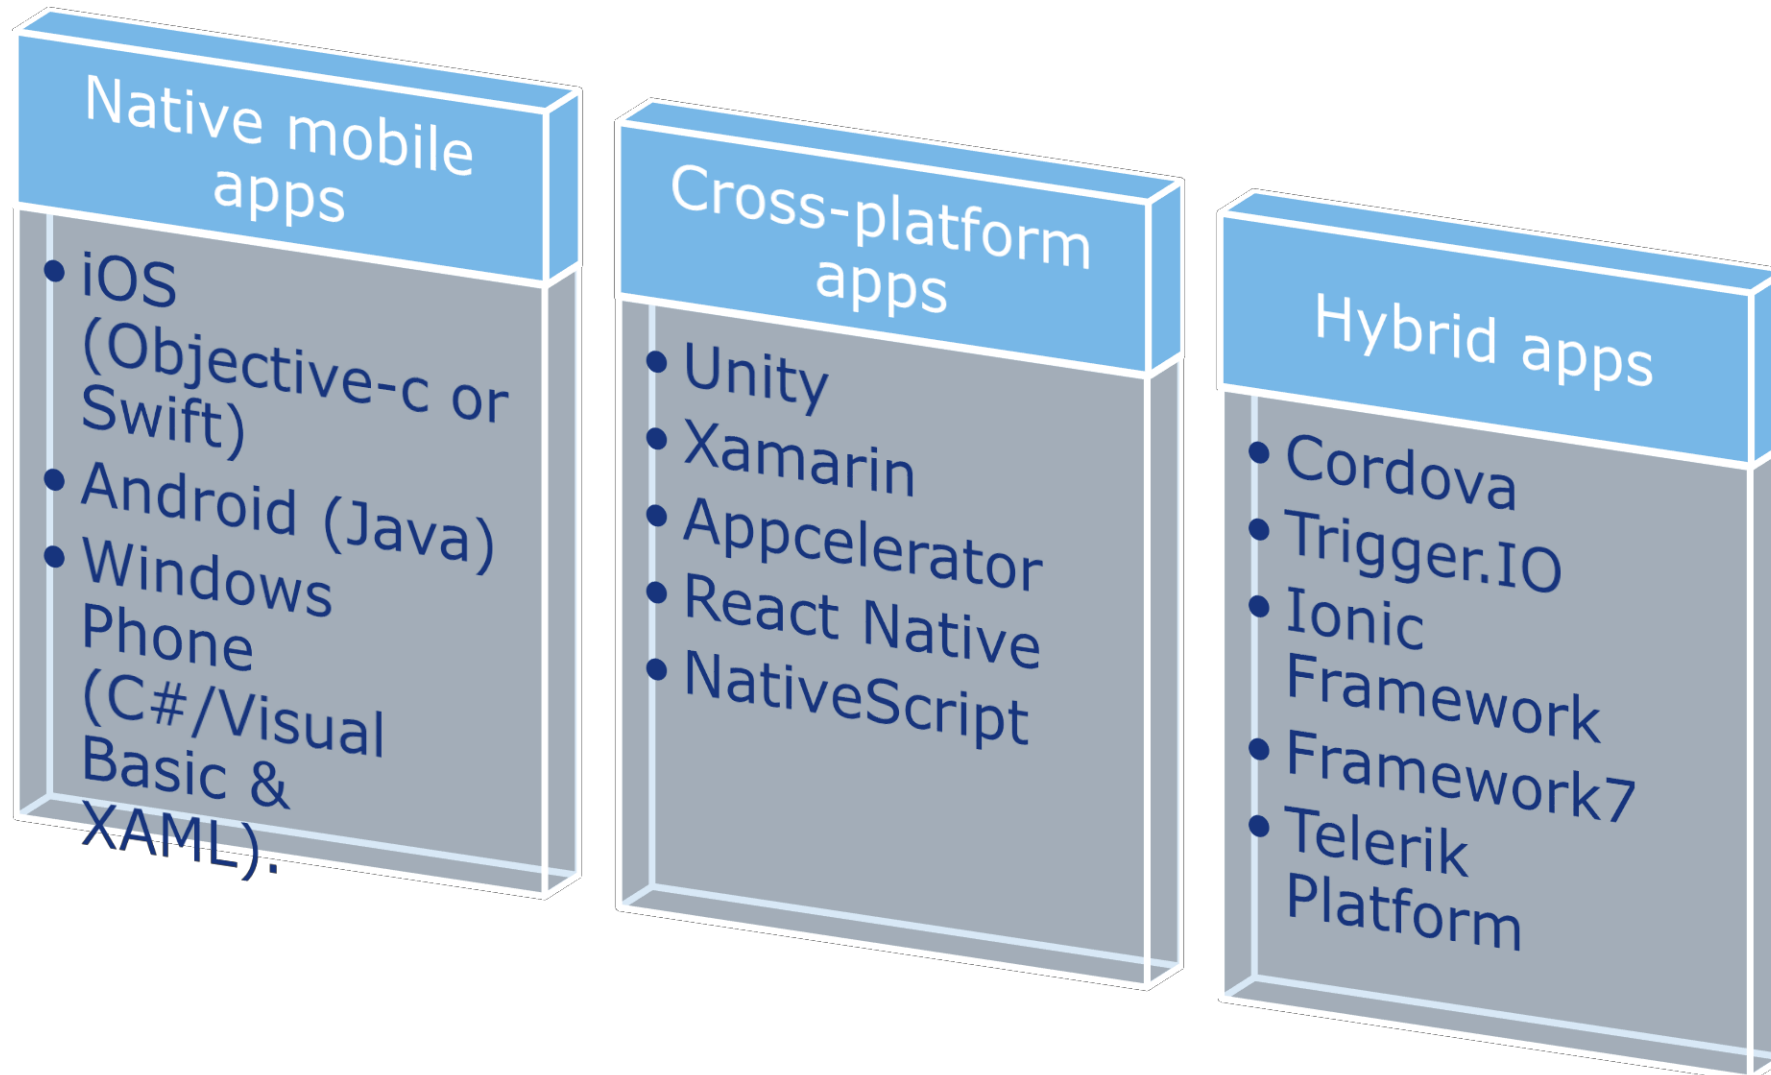 Native mobile
apps
• iOS
(Objective-c or
Swift)
• Android (Java)
• Windows
Phone
(C#/Visual
Basic &
XAML).
Cross-platform
apps
• Unity
• Xamarin
• Appcelerator
• React Native
• NativeScript
Hybrid apps
• Cordova
• Trigger.IO
• Ionic
Framework
• Framework7
• Telerik
Platform